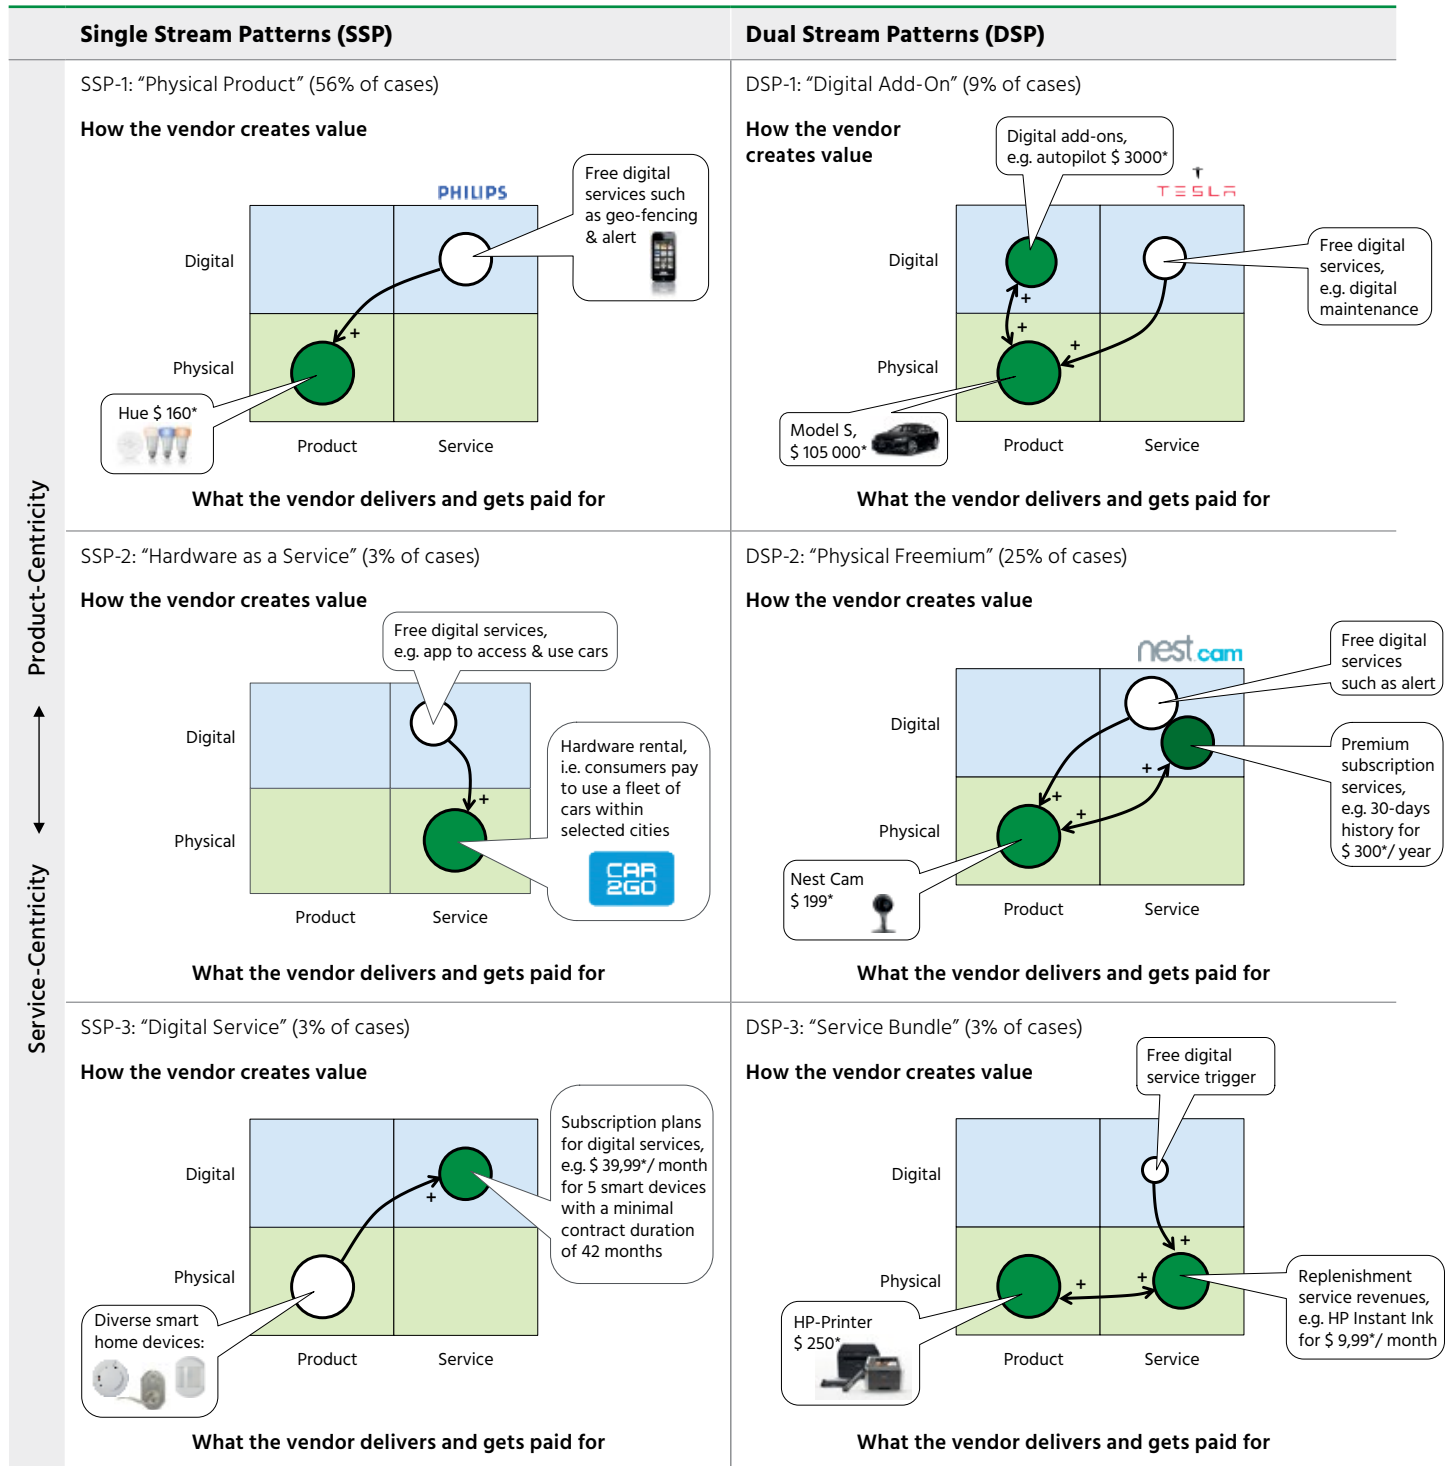 Single Stream Patterns (SSP)
Dual Stream Patterns (DSP)
Product-Centricity
Service-Centricity
SSP-1: “Physical Product” (56% of cases)
How the vendor creates value
PHILIPS
Free digital
services such
as geo-fencing
& alert
Digital
+
Physical
Hue $ 160*
Product
Service
What the vendor delivers and gets paid for
DSP-1: “Digital Add-On” (9% of cases)
How the vendor
creates value
Digital add-ons,
e.g. autopilot $ 3000*
TESLA
Free digital
services,
e.g. digital
maintenance
Digital
+
+
+
Physical
Model S,
$ 105 000*
Product
Service
What the vendor delivers and gets paid for
SSP-2: “Hardware as a Service” (3% of cases)
How the vendor creates value
Free digital services,
e.g. app to access & use cars
Digital
Hardware rental,
i.e. consumers pay
to use a fleet of
cars within
selected cities
CAR
2GO
+
Physical
Product
Service
What the vendor delivers and gets paid for
DSP-2: “Physical Freemium” (25% of cases)
How the vendor creates value
nest cam
Free digital
services
such as alert
Digital
Premium
subscription
services,
e.g. 30-days
history for
$ 300*/ year
+
+
+
Physical
Nest Cam
$ 199*
Product
Service
What the vendor delivers and gets paid for
SSP-3: “Digital Service” (3% of cases)
How the vendor creates value
Subscription plans
for digital services,
e.g. $ 39,99*/ month
for 5 smart devices
with a minimal
contract duration
of 42 months
Digital
+
Physical
Diverse smart
home devices:
Product
Service
What the vendor delivers and gets paid for
DSP-3: “Service Bundle” (3% of cases)
How the vendor creates value
Free digital
service trigger
Digital
+
+
+
Physical
Replenishment
service revenues,
e.g. HP Instant Ink
for $ 9,99*/ month
HP-Printer
$ 250*
Product
Service
What the vendor delivers and gets paid for